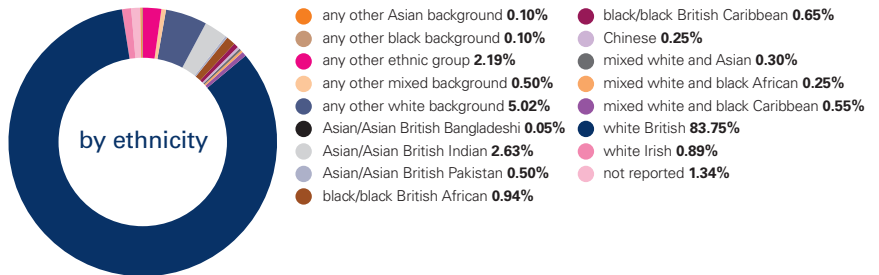 by ethnicity
any other Asian background 0.10%
any other black background 0.10%
any other ethnic group 2.19%
any other mixed background 0.50%
any other white background 5.02%
Asian/Asian British Bangladeshi 0.05%
Asian/Asian British Indian 2.63%
Asian/Asian British Pakistan 0.50%
black/black British African 0.94%
black/black British Caribbean 0.65%
Chinese 0.25%
mixed white and Asian 0.30%
mixed white and black African 0.25%
mixed white and black Caribbean 0.55%
white British 83.75%
white Irish 0.89%
not reported 1.34%